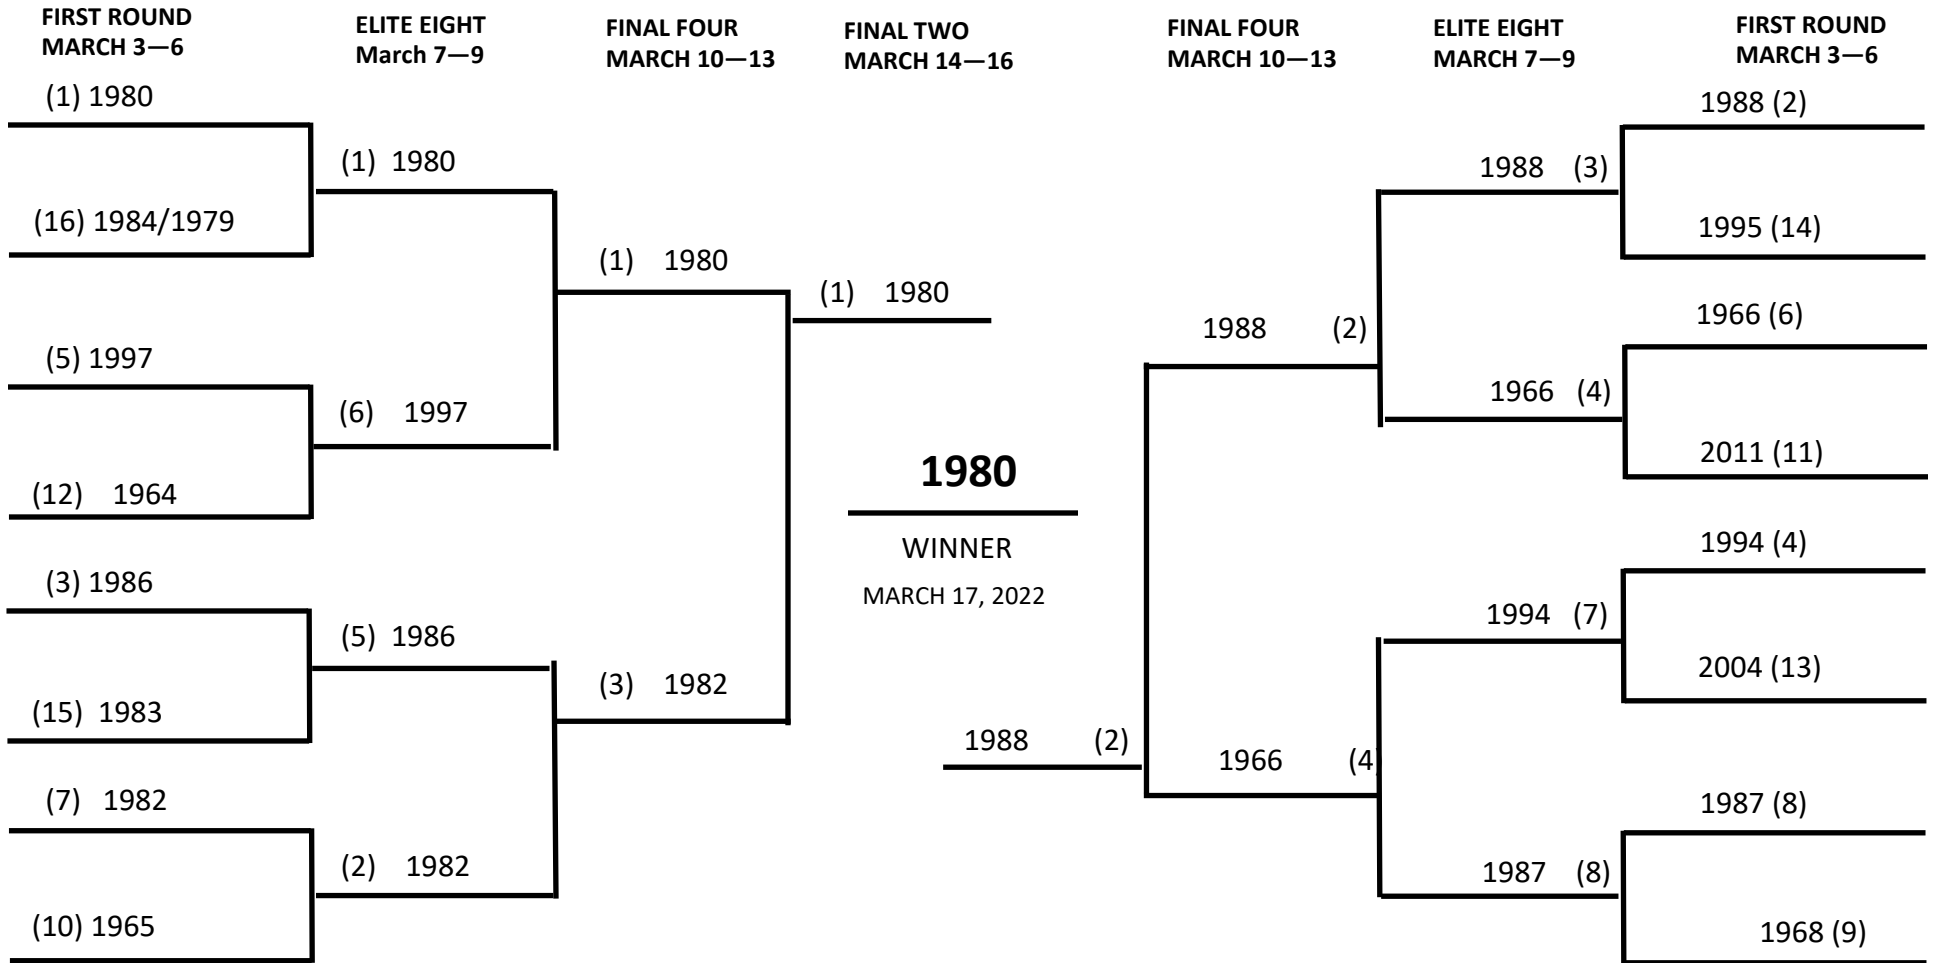 FIRST ROUND
MARCH 3—6
ELITE EIGHT
March 7—9
FINAL FOUR
MARCH 10—13
FINAL TWO
MARCH 14—16
FINAL FOUR
MARCH 10—13
ELITE EIGHT
MARCH 7—9
FIRST ROUND
MARCH 3—6
(1) 1980
(16) 1984/1979
(5) 1997
(12) 1964
(3) 1986
(15) 1983
(7) 1982
(10) 1965
(1) 1980
(6) 1997
(5) 1986
(2) 1982
(1) 1980
(3) 1982
(1) 1980
1980
WINNER
MARCH 17, 2022
1988 (2)
1988 (2)
1966 (4)
1988 (3)
1966 (4)
1994 (7)
1987 (8)
1988 (2)
1995 (14)
1966 (6)
2011 (11)
1994 (4)
2004 (13)
1987 (8)
1968 (9)